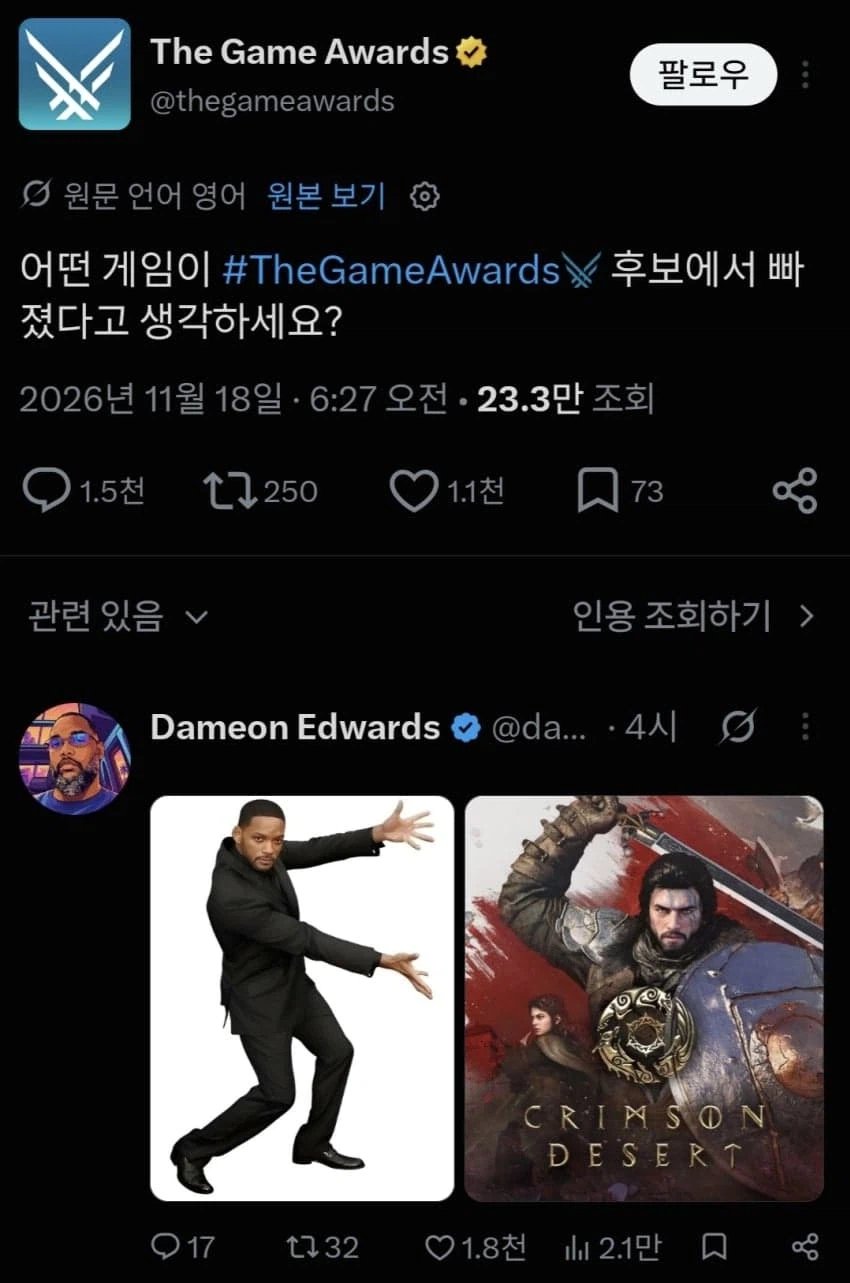 The Game Awards
@thegameawards
팔로우
원문 언어 영어 원본 보기
어떤 게임이 #TheGameAwards 후보에서 빠
졌다고 생각하세요?
2026년 11월 18일 · 6:27 오전 · 23.3만 조회
1.5천 250 1.1천 73
관련 있음 인용 조회하기
Dameon Edwards @da... · 4시
CRIMSON
DESERT
17 32 1.8천 2.1만